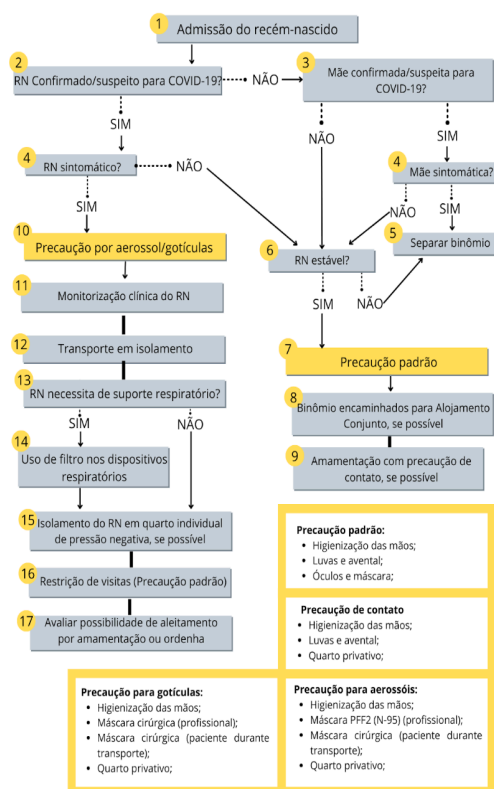 1
Admissão do recém-nascido
2
RN Confirmado/suspeito para COVID-19?
NÃO
3
Mãe confirmada/suspeita para
COVID-19?
SIM
NÃO
SIM
4
RN sintomático?
NÃO
4
Mãe sintomática?
SIM
NÃO
SIM
10
Precaução por aerossol/gotículas
6
RN estável?
5
Separar binômio
11
Monitorização clínica do RN
SIM
NÃO
12
Transporte em isolamento
7
Precaução padrão
13
RN necessita de suporte respiratório?
8
Binômio encaminhados para Alojamento
Conjunto, se possível
SIM
NÃO
14
Uso de filtro nos dispositivos
respiratórios
9
Amamentação com precaução de
contato, se possível
15
Isolamento do RN em quarto individual
de pressão negativa, se possível
16
Restrição de visitas (Precaução padrão)
17
Avaliar possibilidade de aleitamento
por amamentação ou ordenha
Precaução padrão:
• Higienização das mãos;
• Luvas e avental;
• Óculos e máscara;
Precaução de contato
• Higienização das mãos;
• Luvas e avental;
• Quarto privativo;
Precaução para gotículas:
• Higienização das mãos;
• Máscara cirúrgica (profissional);
• Máscara cirúrgica (paciente durante
transporte);
• Quarto privativo;
Precaução para aerossóis:
• Higienização das mãos;
• Máscara PFF2 (N-95) (profissional);
• Máscara cirúrgica (paciente durante
transporte);
• Quarto privativo;